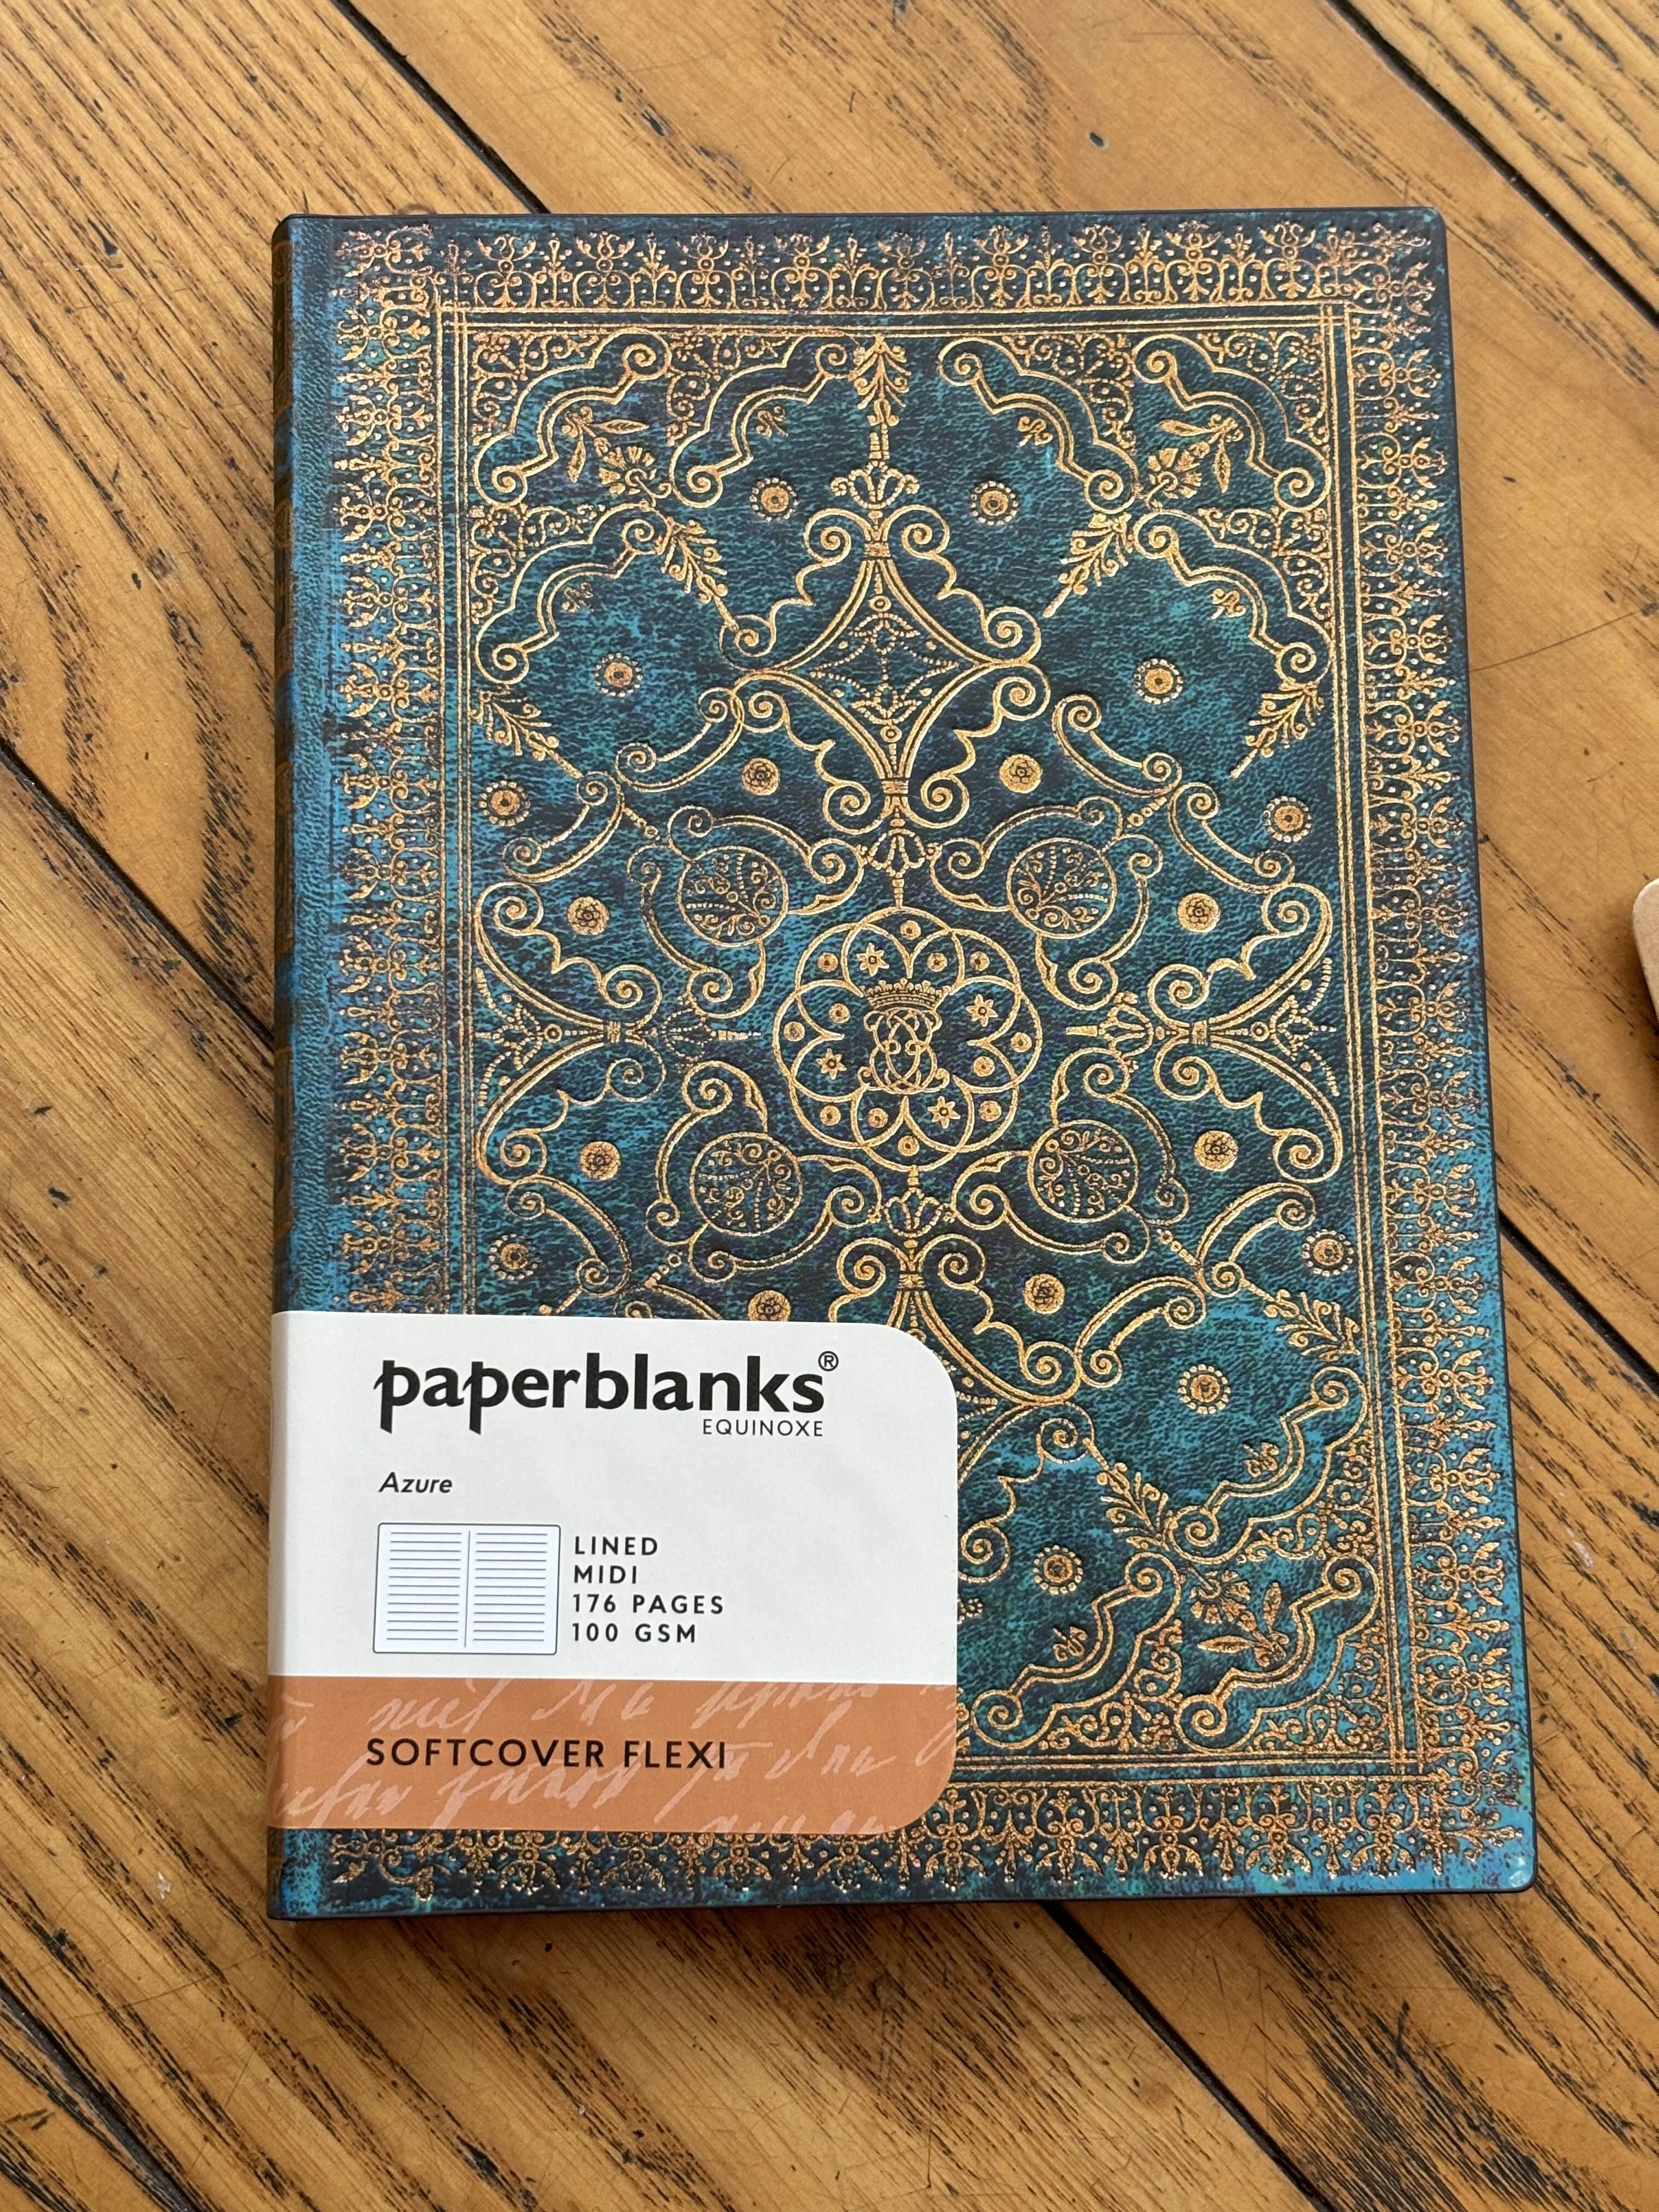 paperblanks®
EQUINOXE
Azure
LINED
MIDI
176 PAGES
100 GSM
SOFTCOVER FLEXI